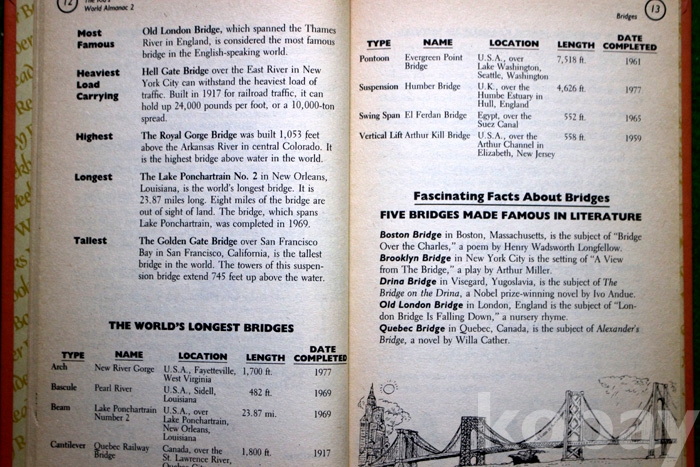 12
World Almanac 2
Most
Famous
Old London Bridge, which spanned the Thames
River in England, is considered the most famous
bridge in the English-speaking world.
Heaviest
Load
Carrying
Hell Gate Bridge over the East River in New
York City can withstand the heaviest load of
traffic. Built in 1917 for railroad traffic, it can
hold up 24,000 pounds per foot, or a 10,000-ton
spread.
Highest
The Royal Gorge Bridge was built 1,053 feet
above the Arkansas River in central Colorado. It
is the highest bridge above water in the world.
Longest
The Lake Ponchartrain No. 2 in New Orleans,
Louisiana, is the world's longest bridge. It is
23.87 miles long. Eight miles of the bridge are
out of sight of land. The bridge, which spans
Lake Ponchartrain, was completed in 1969.
Tallest
The Golden Gate Bridge over San Francisco
Bay in San Francisco, California, is the tallest
bridge in the world. The towers of this suspen-
sion bridge extend 745 feet up above the water.
THE WORLD'S LONGEST BRIDGES
TYPE NAME LOCATION LENGTH DATE COMPLETED
Arch New River Gorge U.S.A., Fayetteville, 1,700 ft. 1977
West Virginia
Bascule Pearl River U.S.A., Sidell, 482 ft. 1969
Louisiana
Beam Lake Ponchartrain U.S.A., over 23.87 mi. 1969
Number 2 Lake Ponchartrain,
New Orleans,
Louisiana
Cantilever Quebec Railway Canada, over the 1,800 ft. 1917
Bridge St. Lawrence River,
13
Bridges
TYPE NAME LOCATION LENGTH DATE COMPLETED
Pontoon Evergreen Point U.S.A., over 7,518 ft. 1961
Bridge Lake Washington,
Seattle, Washington
Suspension Humber Bridge U.K., over the 4,626 ft. 1977
Humbe Estuary in
Hull, England
Swing Span El Ferdan Bridge Egypt, over the 552 ft. 1965
Suez Canal
Vertical Lift Arthur Kill Bridge U.S.A., over the 558 ft. 1959
Arthur Channel in
Elizabeth, New Jersey
Fascinating Facts About Bridges
FIVE BRIDGES MADE FAMOUS IN LITERATURE
Boston Bridge in Boston, Massachusetts, is the subject of "Bridge
Over the Charles," a poem by Henry Wadsworth Longfellow.
Brooklyn Bridge in New York City is the setting of "A View
from The Bridge," a play by Arthur Miller.
Drina Bridge in Visegard, Yugoslavia, is the subject of The
Bridge on the Drina, a Nobel prize-winning novel by Ivo Andue.
Old London Bridge in London, England is the subject of "Lon-
don Bridge Is Falling Down," a nursery rhyme.
Quebec Bridge in Quebec, Canada, is the subject of Alexander's
Bridge, a novel by Willa Cather.
kobay